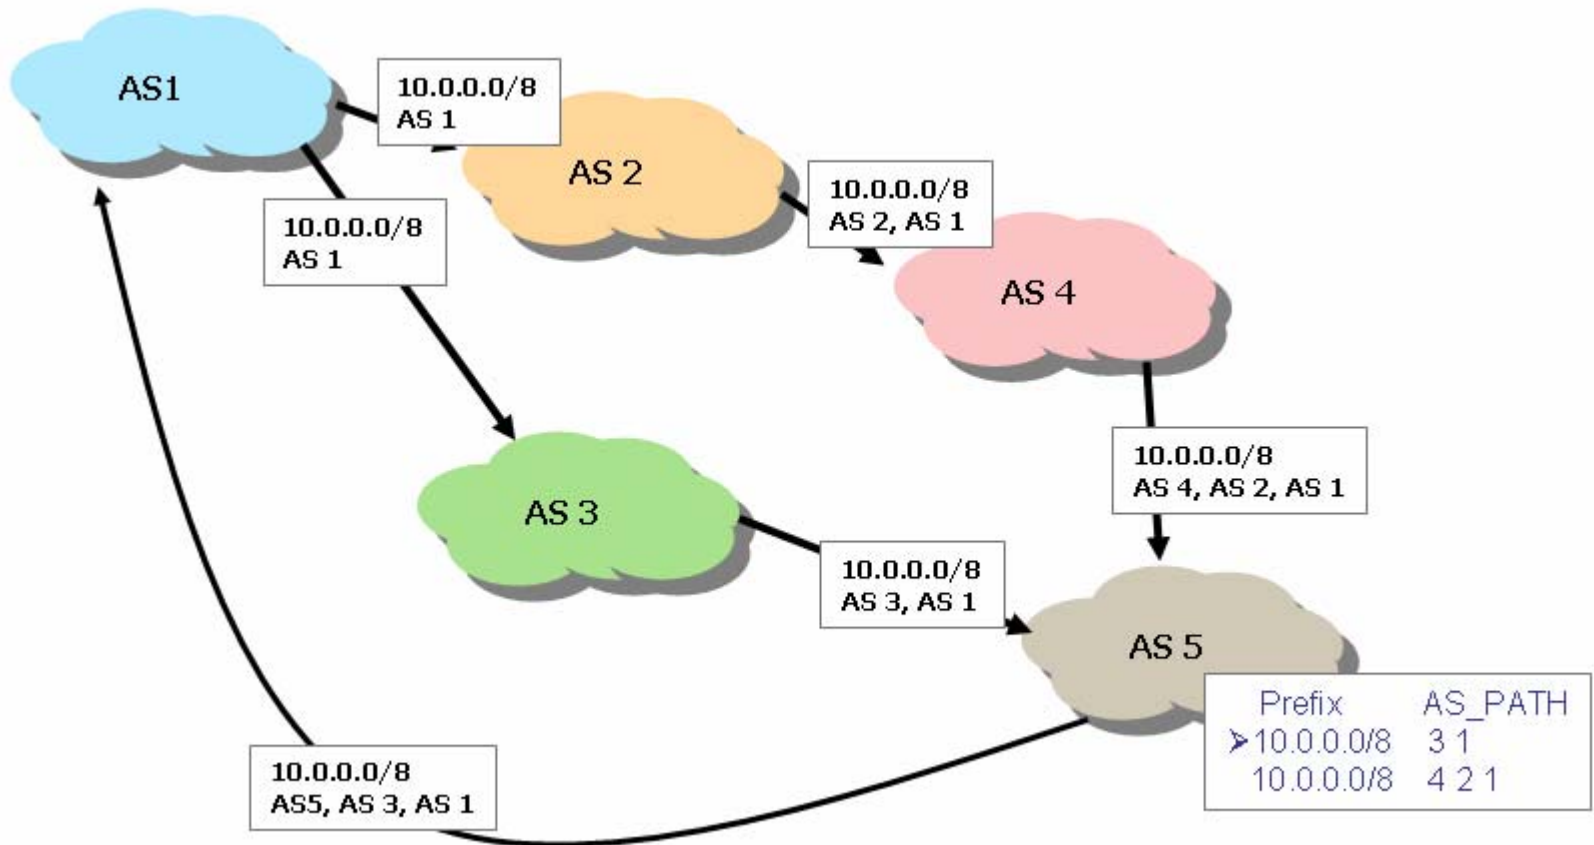 AS1
10.0.0.0/8
AS 1
AS 2
10.0.0.0/8
AS 2, AS 1
10.0.0.0/8
AS 1
AS 4
10.0.0.0/8
AS 4, AS 2, AS 1
AS 3
10.0.0.0/8
AS 3, AS 1
AS 5
Prefix AS_PATH
➢10.0.0.0/8 3 1
10.0.0.0/8 4 2 1
10.0.0.0/8
AS5, AS 3, AS 1